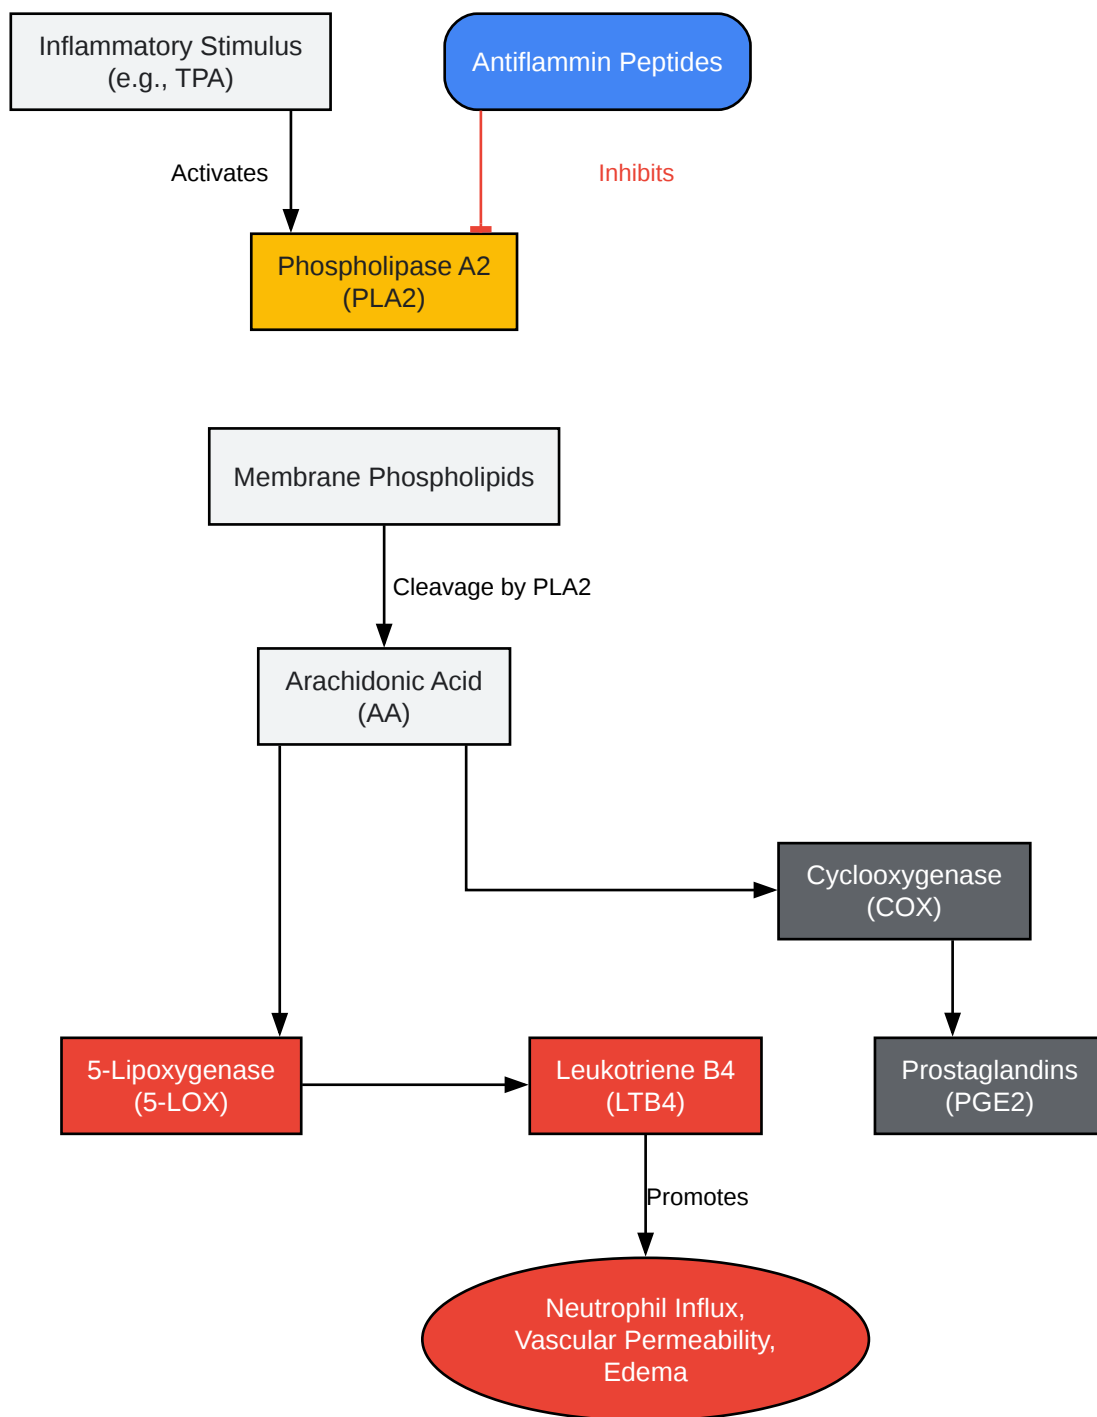 Inflammatory Stimulus
(e.g., TPA)
Antiflammin Peptides
Activates
Inhibits
Phospholipase A2
(PLA2)
Membrane Phospholipids
Cleavage by PLA2
Arachidonic Acid
(AA)
Cyclooxygenase
(COX)
5-Lipoxygenase
(5-LOX)
Leukotriene B4
(LTB4)
Prostaglandins
(PGE2)
Promotes
Neutrophil Influx,
Vascular Permeability,
Edema